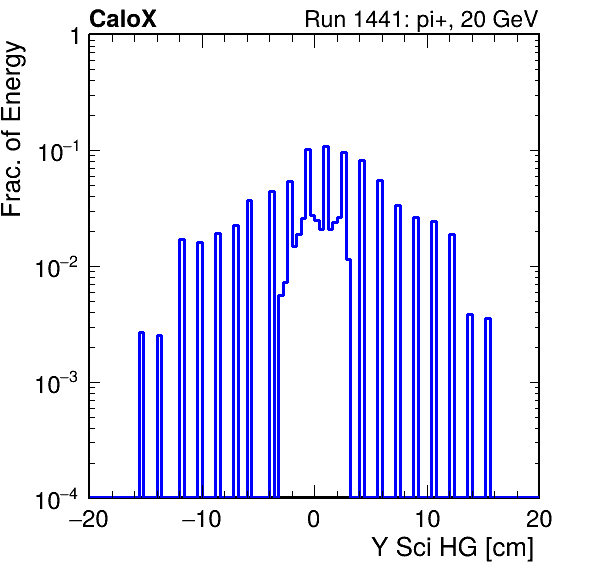 CaloX Run 1441: pi+, 20 GeV
Frac. of Energy
1
10⁻¹
10⁻²
10⁻³
10⁻⁴
−20 −10 0 10 20
Y Sci HG [cm]